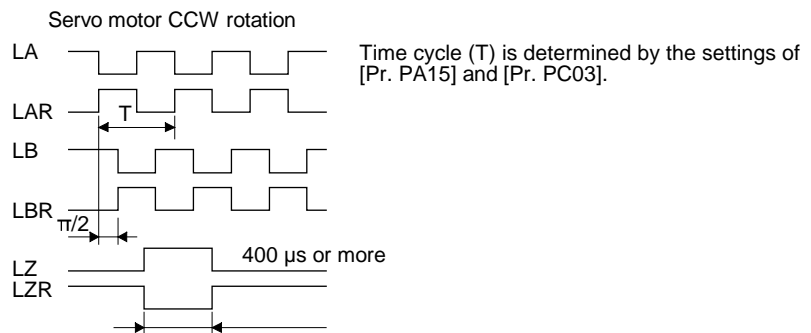 Servo motor CCW rotation
LA
Time cycle (T) is determined by the settings of
[Pr. PA15] and [Pr. PC03].
LAR
T
LB
LBR
π/2
400 µs or more
LZ
LZR